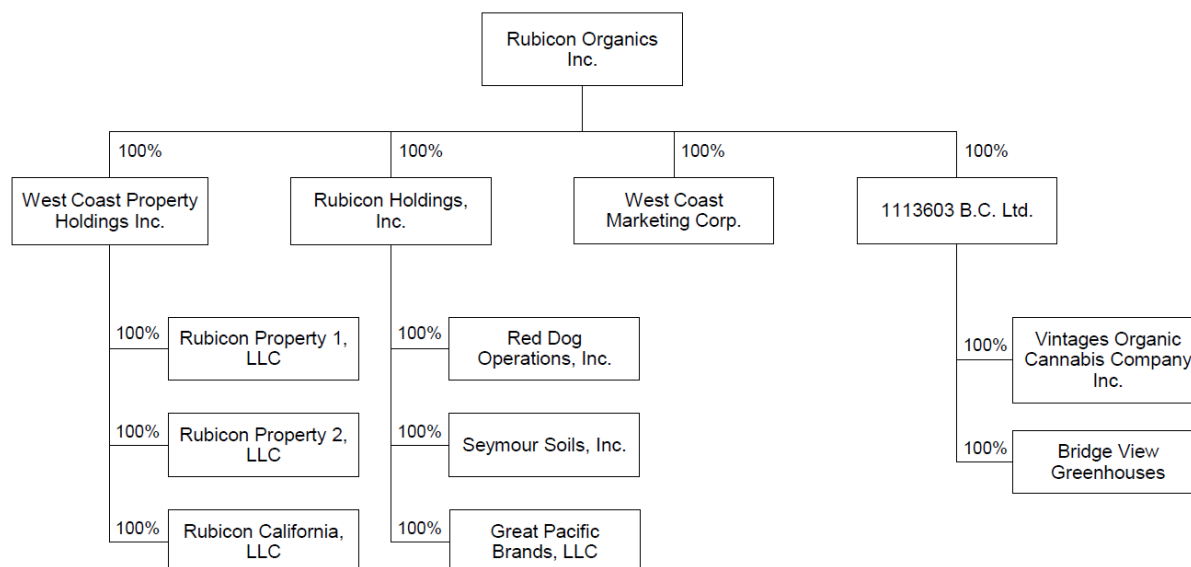 Rubicon Organics
Inc.
100%
100%
100%
100%
West Coast Property
Holdings Inc.
Rubicon Holdings,
Inc.
West Coast
Marketing Corp.
1113603 B.C. Ltd.
100%
Rubicon Property 1,
LLC
100%
Red Dog
Operations, Inc.
100%
Vintages Organic
Cannabis Company
Inc.
100%
Rubicon Property 2,
LLC
100%
Seymour Soils, Inc.
100%
Bridge View
Greenhouses
100%
Rubicon California,
LLC
100%
Great Pacific
Brands, LLC